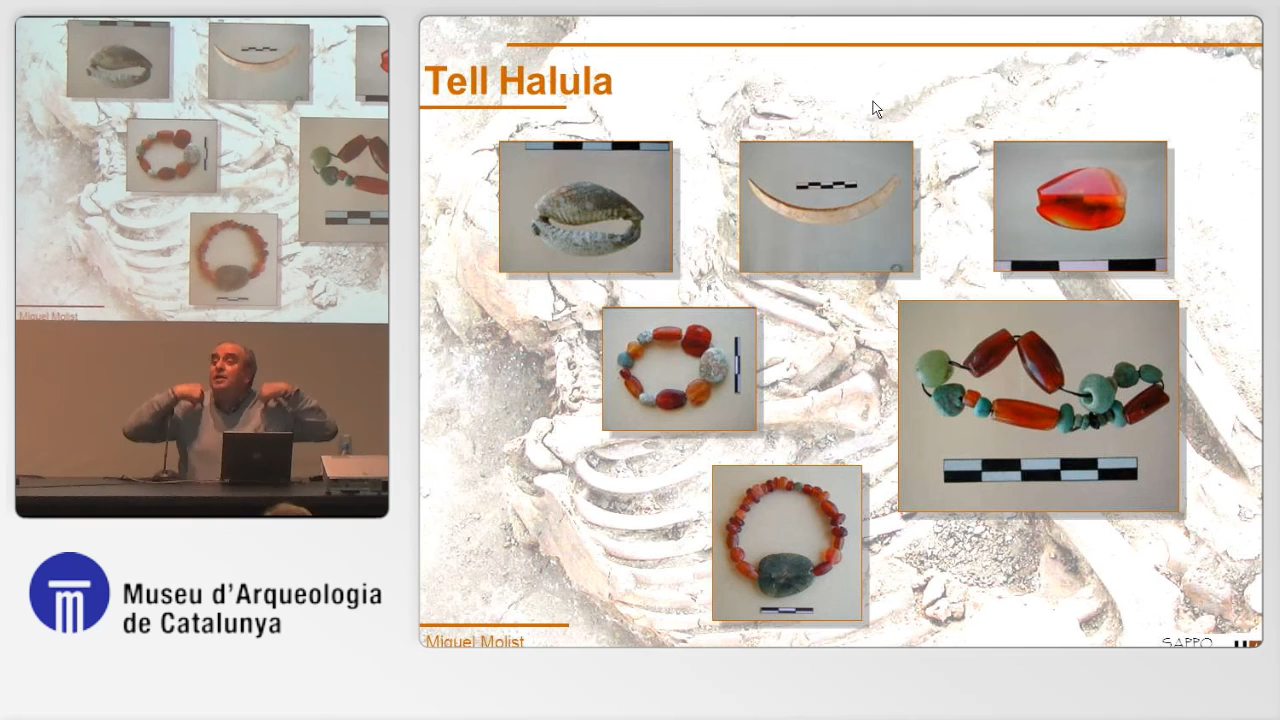 Miguel Molist
Museu d'Arqueologia
de Catalunya
Tell Halula
Miguel Molist
SAPPO